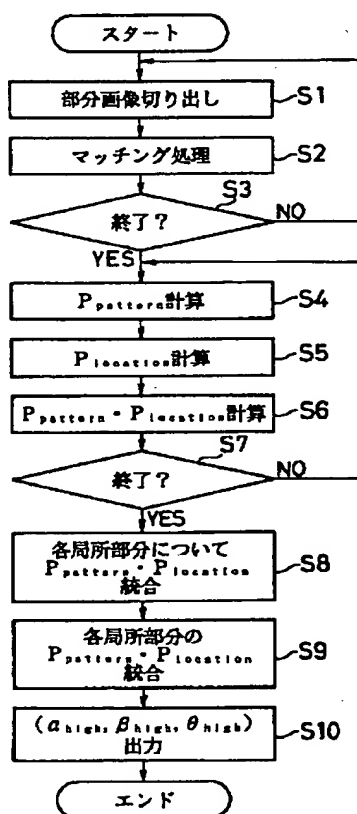 スタート
部分画像切り出し
S1
マッチング処理
S2
S3
終了?
NO
YES
Ppattern計算
S4
Plocation計算
S5
Ppattern・Plocation計算
S6
S7
終了?
NO
YES
各局所部分について
Ppattern・Plocation
統合
S8
各局所部分の
Ppattern・Plocation
統合
S9
(αhigh, βhigh, θhigh)
出力
S10
エンド